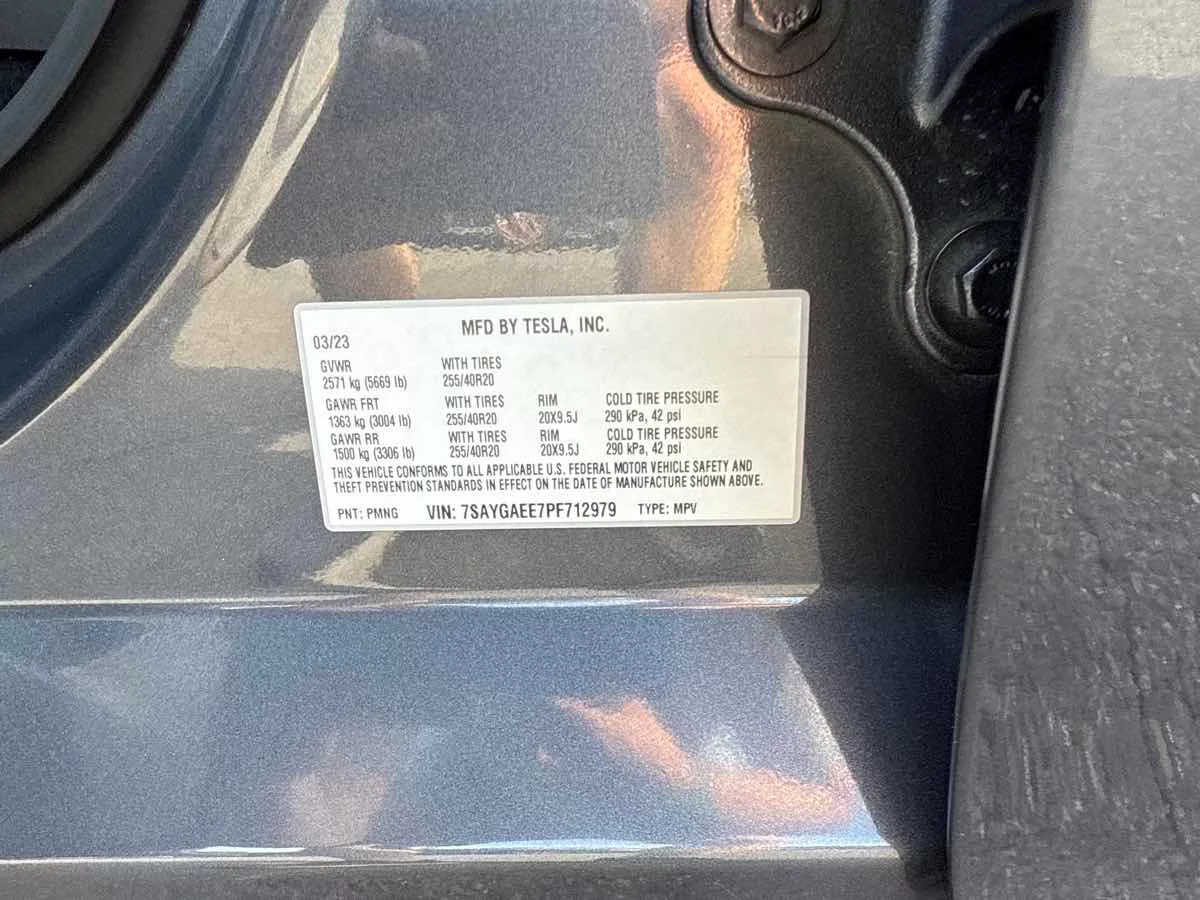 MFD BY TESLA, INC.
03/23
GVWR WITH TIRES
2571 kg (5669 lb) 255/40R20
GAWR FRT WITH TIRES RIM COLD TIRE PRESSURE
1363 kg (3004 lb) 255/40R20 20X9.5J 290 kPa, 42 psi
GAWR RR WITH TIRES RIM COLD TIRE PRESSURE
1500 kg (3306 lb) 255/40R20 20X9.5J 290 kPa, 42 psi
THIS VEHICLE CONFORMS TO ALL APPLICABLE U.S. FEDERAL MOTOR VEHICLE SAFETY AND
THEFT PREVENTION STANDARDS IN EFFECT ON THE DATE OF MANUFACTURE SHOWN ABOVE.
PNT: PMNG VIN: 7SAYGAEE7PF712979 TYPE: MPV